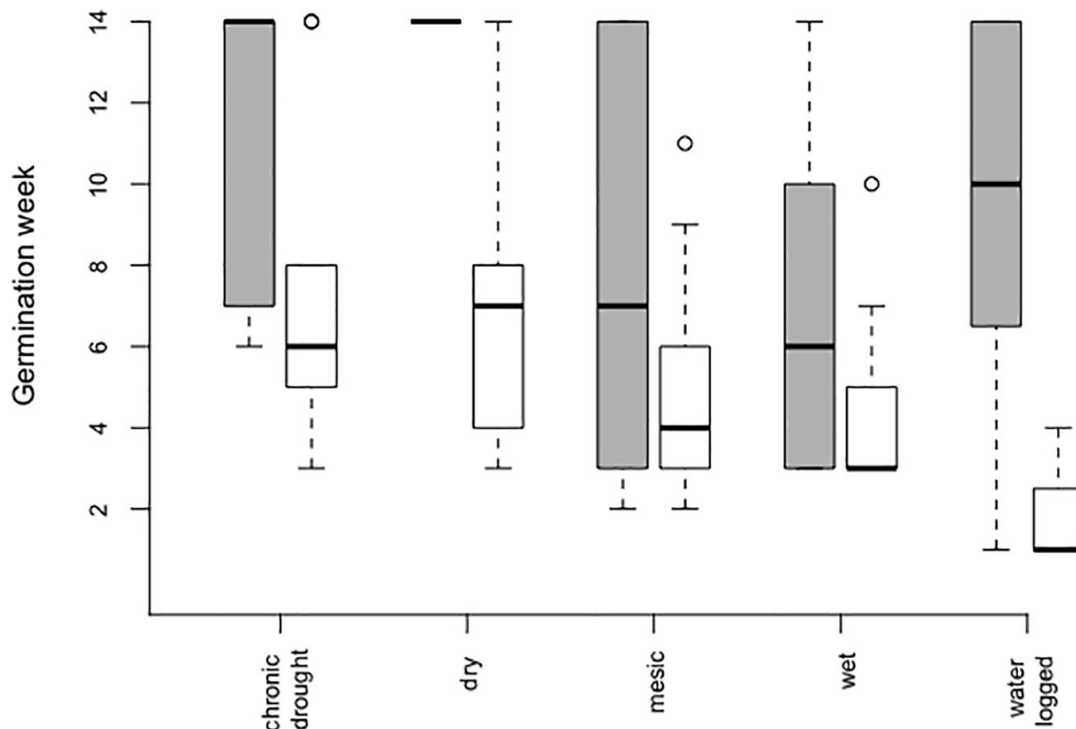 Germination week
14
12
10
8
6
4
2
chronic
drought
dry
mesic
wet
water
logged